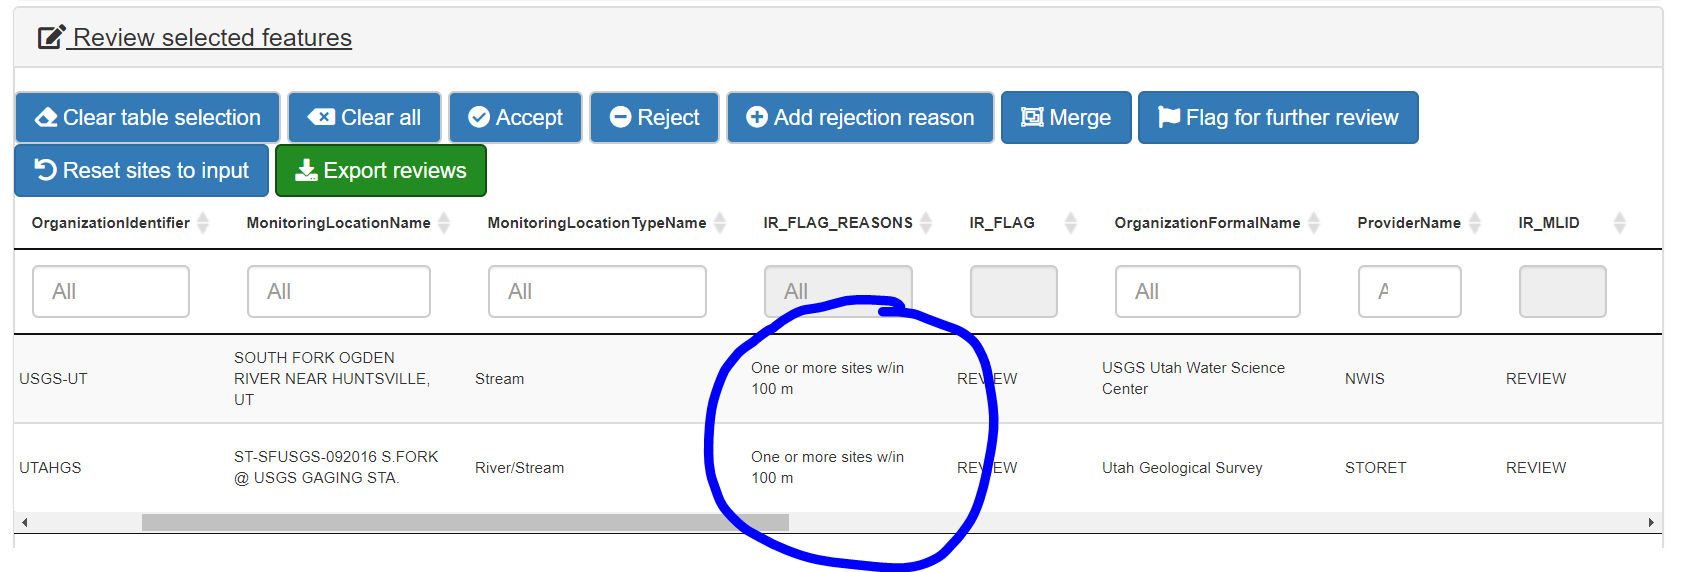 Review selected features
Clear table selection Clear all Accept Reject Add rejection reason Merge Flag for further review
Reset sites to input Export reviews
OrganizationIdentifier MonitoringLocationName MonitoringLocationTypeName IR_FLAG_REASONS IR_FLAG OrganizationFormalName ProviderName IR_MLID
All All All All All A
USGS-UT
SOUTH FORK OGDEN
RIVER NEAR HUNTSVILLE,
UT
Stream
One or more sites w/in
100 m
REVIEW
USGS Utah Water Science
Center
NWIS
REVIEW
UTAHGS
ST-SFUSGS-092016 S.FORK
@ USGS GAGING STA.
River/Stream
One or more sites w/in
100 m
REVIEW
Utah Geological Survey
STORET
REVIEW